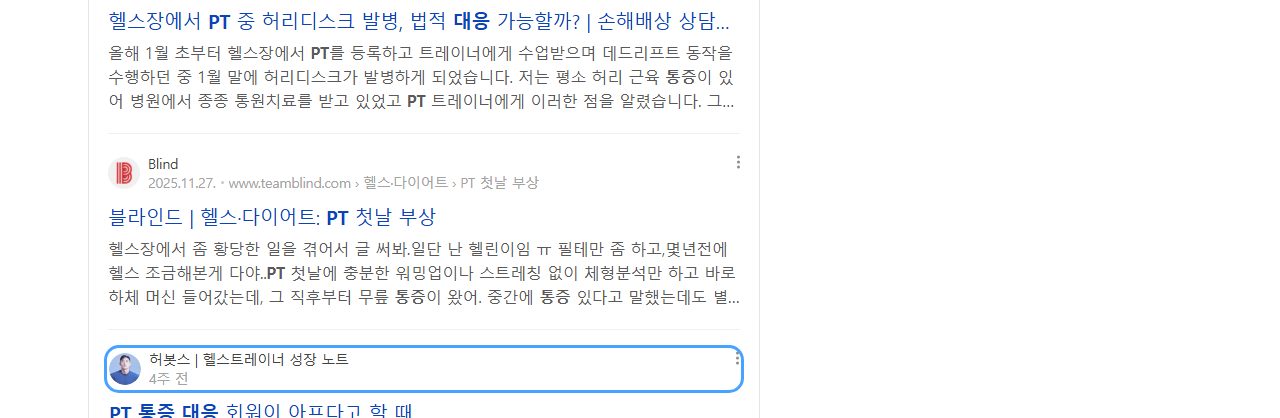 헬스장에서 PT 중 허리디스크 발병, 법적 대응 가능할까? | 손해배상 상담...
올해 1월 초부터 헬스장에서 PT를 등록하고 트레이너에게 수업받으며 데드리프트 동작을
수행하던 중 1월 말에 허리디스크가 발병하게 되었습니다. 저는 평소 허리 근육 통증이 있
어 병원에서 종종 통원치료를 받고 있었고 PT 트레이너에게 이러한 점을 알렸습니다. 그...
Blind
2025.11.27. · www.teamblind.com › 헬스·다이어트 › PT 첫날 부상
블라인드 | 헬스·다이어트: PT 첫날 부상
헬스장에서 좀 황당한 일을 겪어서 글 써봐.일단 난 헬린이임 ㅠ 필테만 좀 하고,몇년전에
헬스 조금해본게 다야..PT 첫날에 충분한 워밍업이나 스트레칭 없이 체형분석만 하고 바로
하체 머신 들어갔는데, 그 직후부터 무릎 통증이 왔어. 중간에 통증 있다고 말했는데도 별...
허봇스 | 헬스트레이너 성장 노트
4주 전
PT 통증 대응 회원이 아프다고 할 때